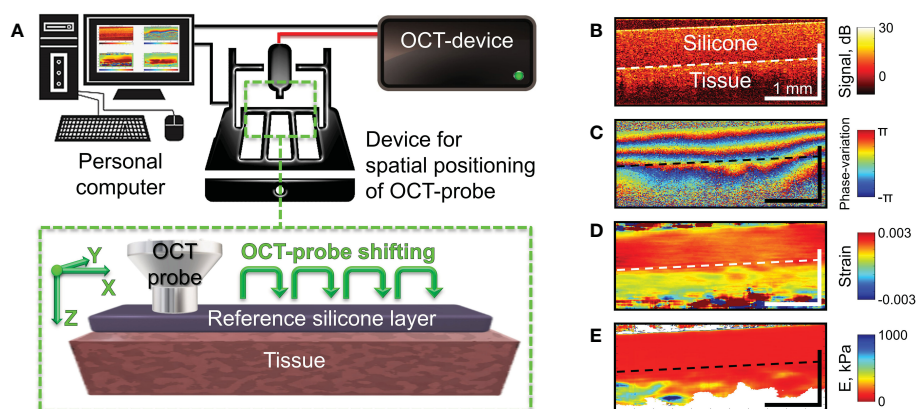 A
OCT-device
Personal
computer
Device for
spatial positioning
of OCT-probe
OCT
probe
OCT-probe shifting
Y
X
Z
Reference silicone layer
Tissue
B
Silicone
Tissue
1 mm
30
0
Signal, dB
C
π
-π
Phase-variation
D
0.003
-0.003
Strain
E
1000
0
E, kPa